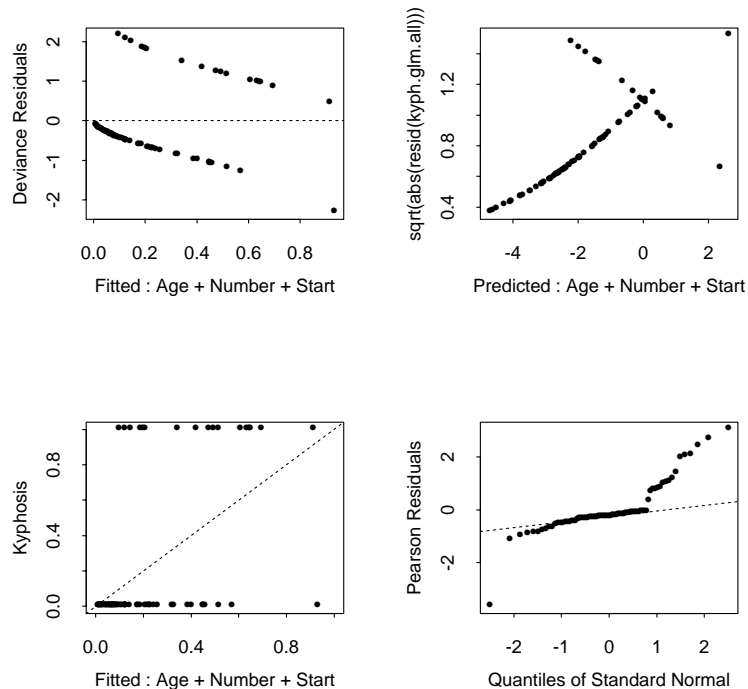 Deviance Residuals
2
1
0
-1
-2
0.0 0.2 0.4 0.6 0.8
Fitted : Age + Number + Start
sqrt(abs(resid(kyph.glm.all)))
1.2
0.8
0.4
-4 -2 0 2
Predicted : Age + Number + Start
Kyphosis
0.8
0.4
0.0
0.0 0.4 0.8
Fitted : Age + Number + Start
Pearson Residuals
2
0
-2
-2 -1 0 1 2
Quantiles of Standard Normal